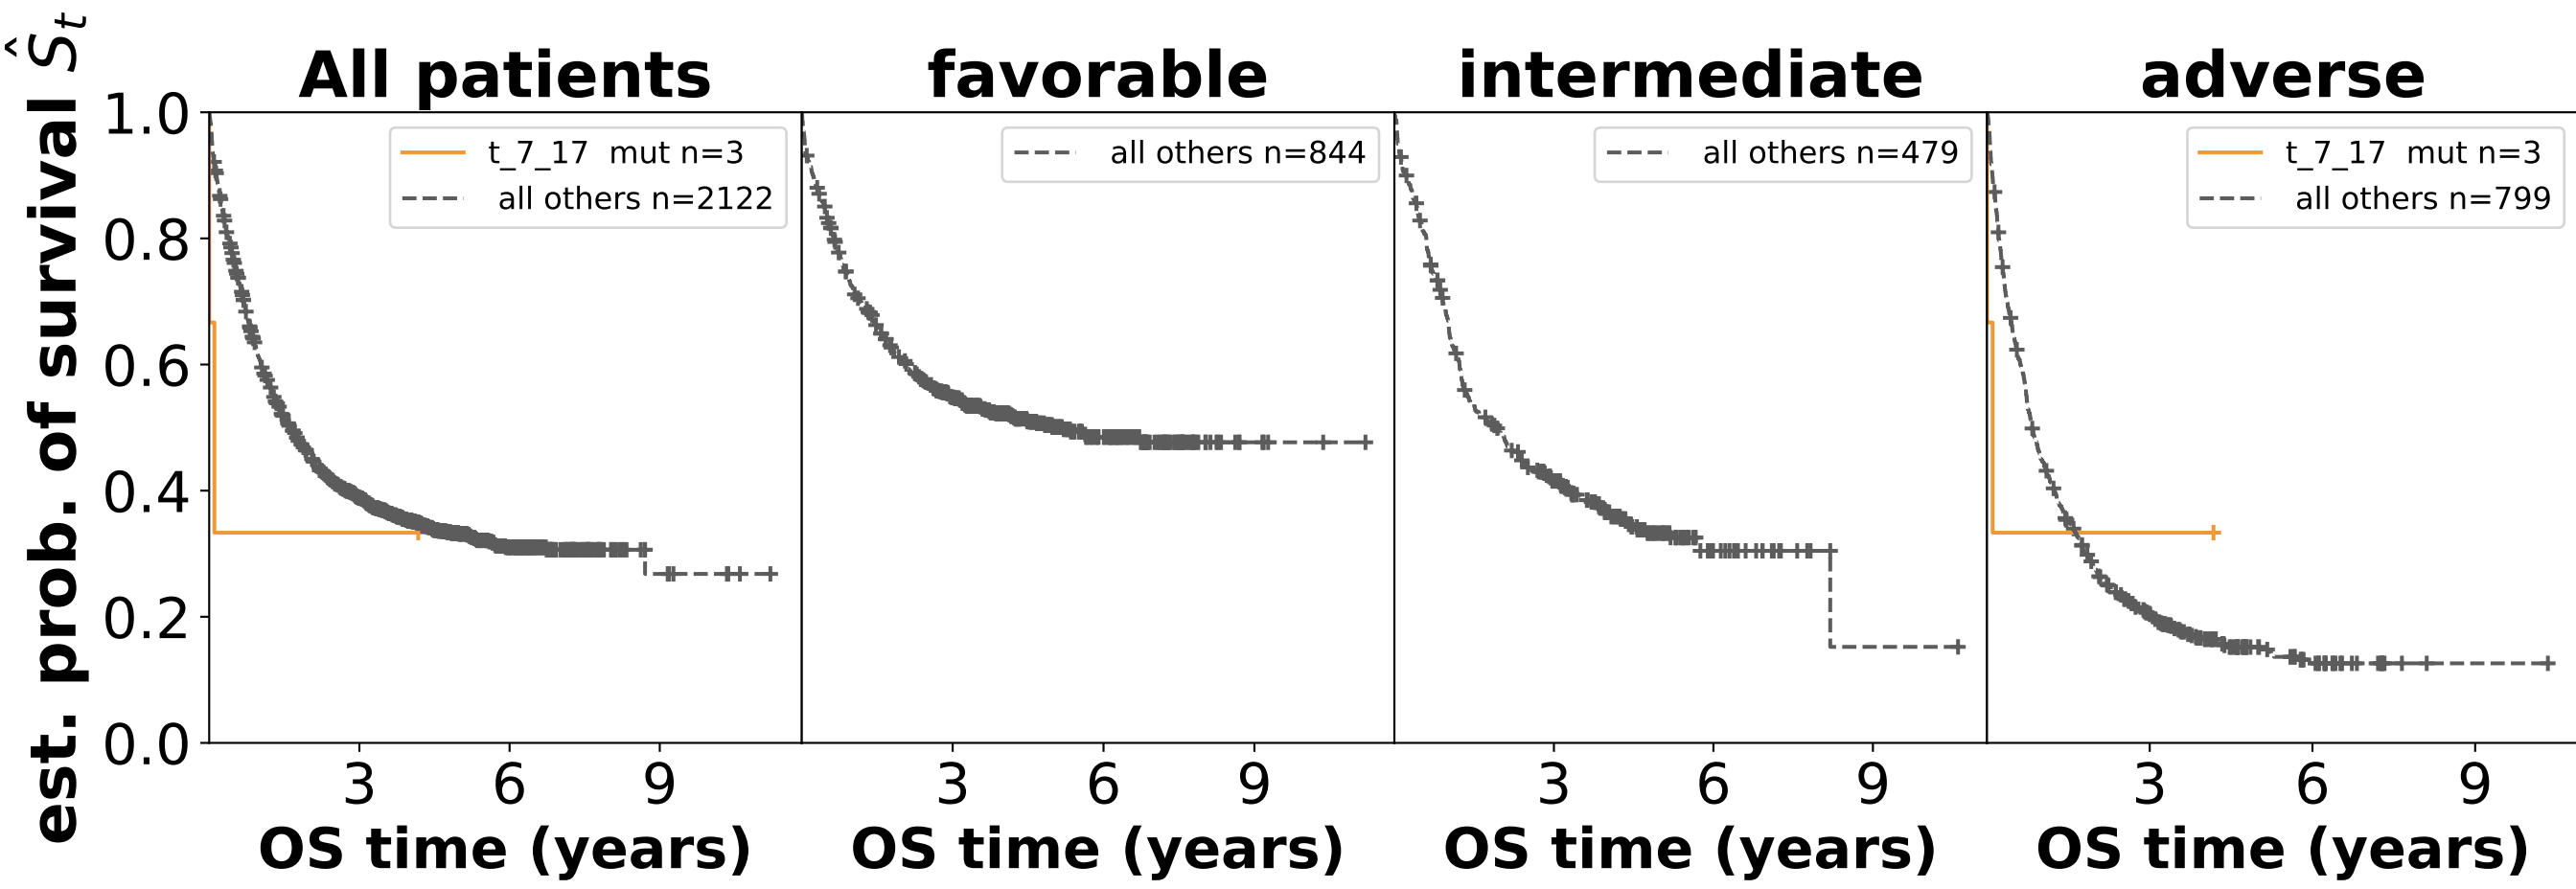 est. prob. of survival Ŝt
All patients
favorable
intermediate
adverse
1.0
0.8
0.6
0.4
0.2
0.0
t_7_17 mut n=3
all others n=2122
all others n=844
all others n=479
t_7_17 mut n=3
all others n=799
3 6 9
3 6 9
3 6 9
3 6 9
OS time (years)
OS time (years)
OS time (years)
OS time (years)